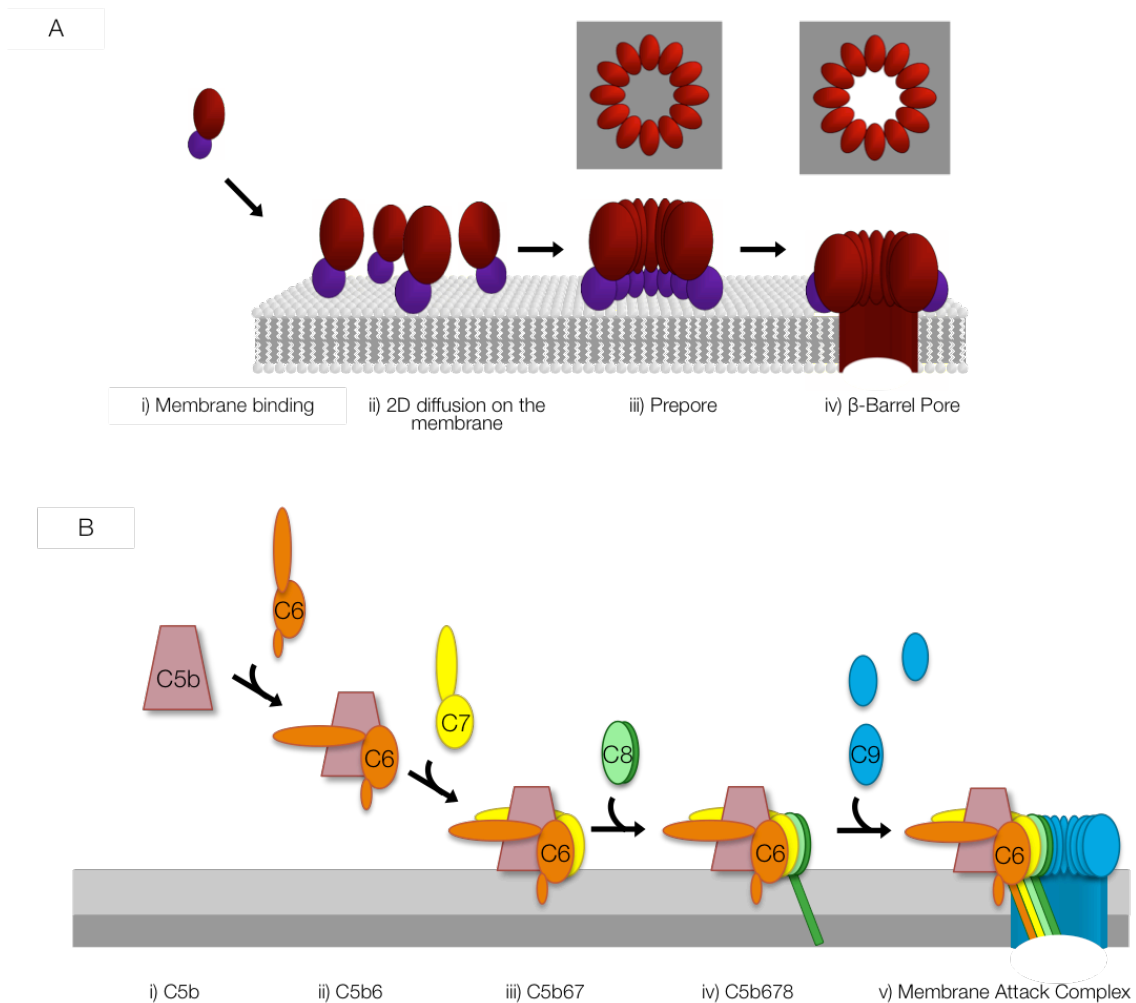 A
i) Membrane binding
ii) 2D diffusion on the
membrane
iii) Prepore
iv) β-Barrel Pore
B
C6
C5b
C7
C6
C8
C9
C6
C6
C6
i) C5b
ii) C5b6
iii) C5b67
iv) C5b678
v) Membrane Attack Complex